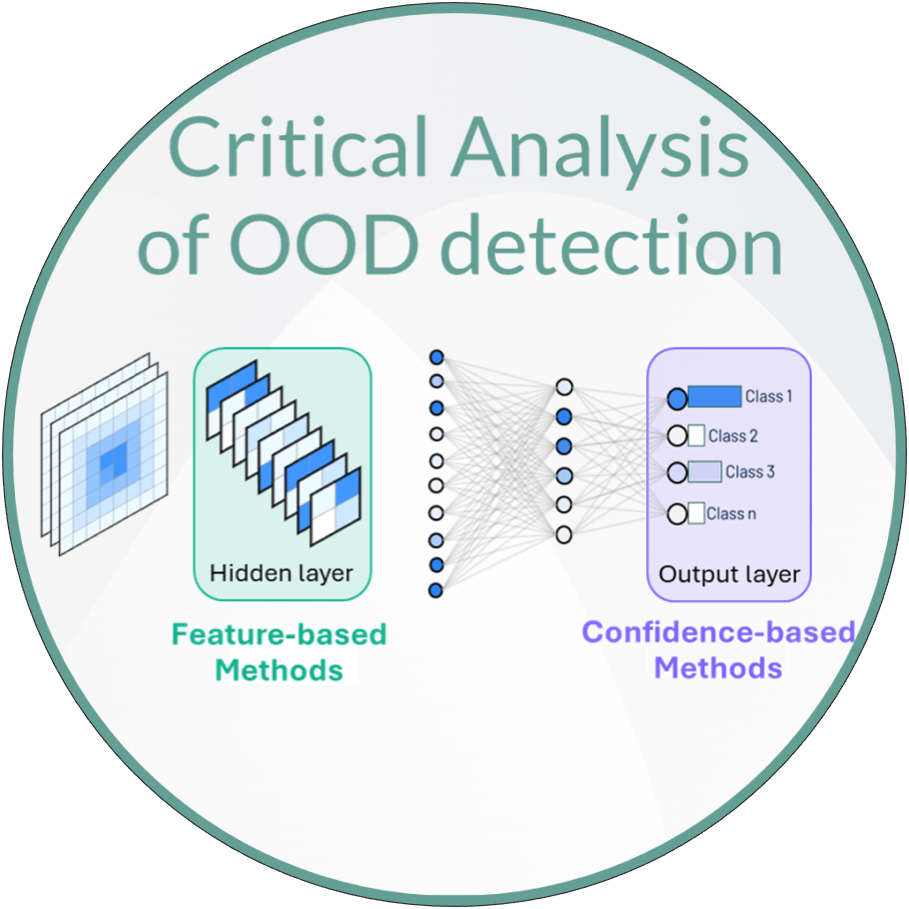 Critical Analysis
of OOD detection
Class 1
Class 2
Class 3
Class n
Hidden layer
Output layer
Feature-based
Methods
Confidence-based
Methods